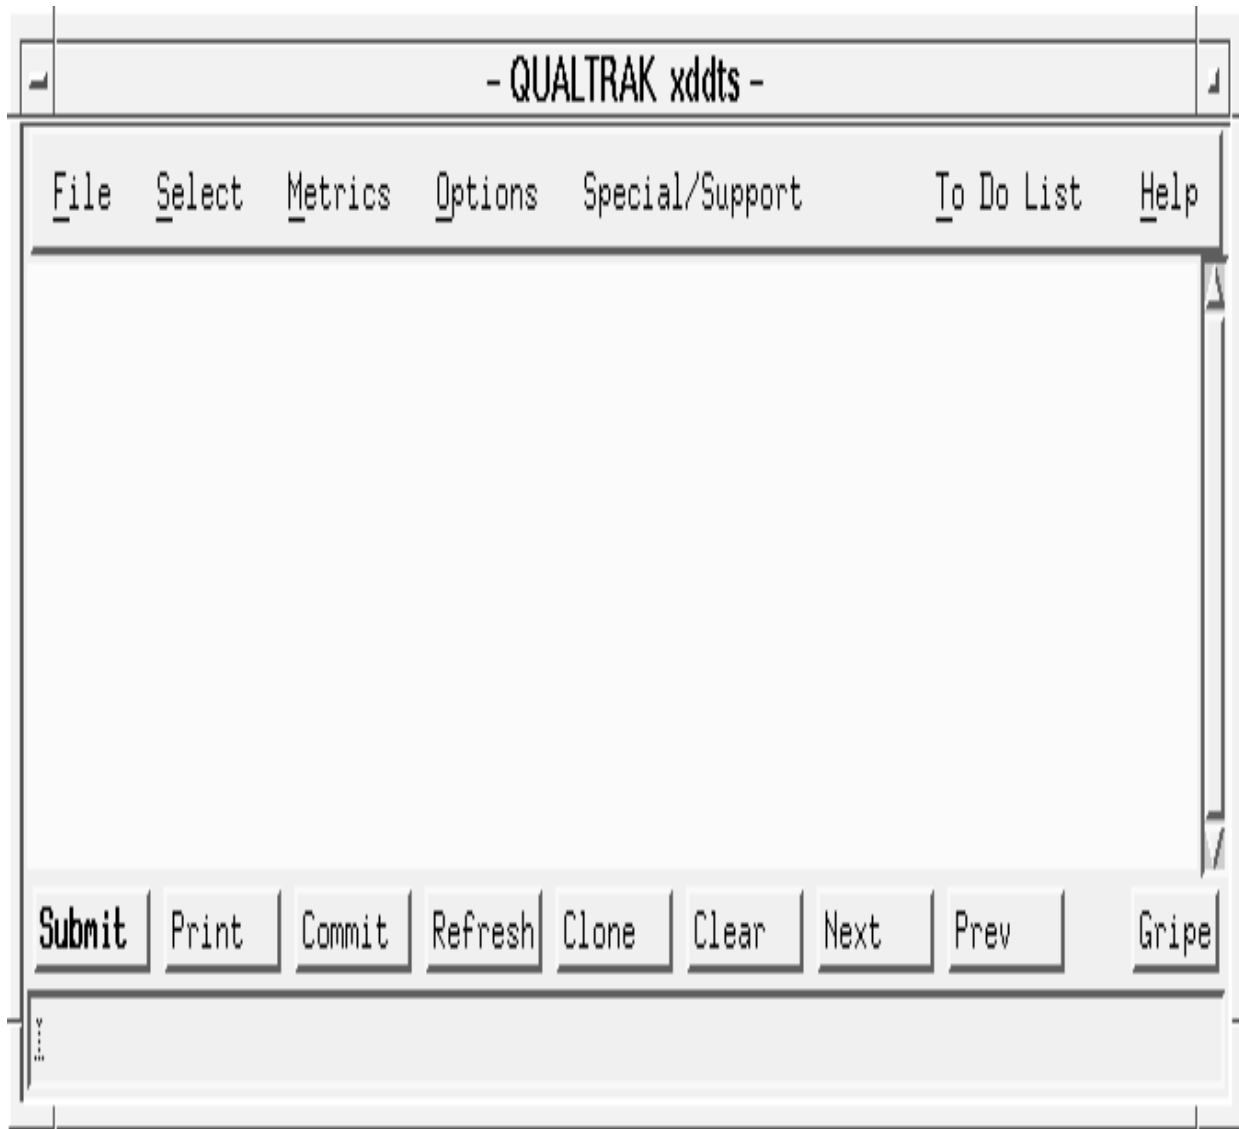 - QUALTRAK xddts -
File Select Metrics Options Special/Support To Do List Help
Submit Print Commit Refresh Clone Clear Next Prev Gripe